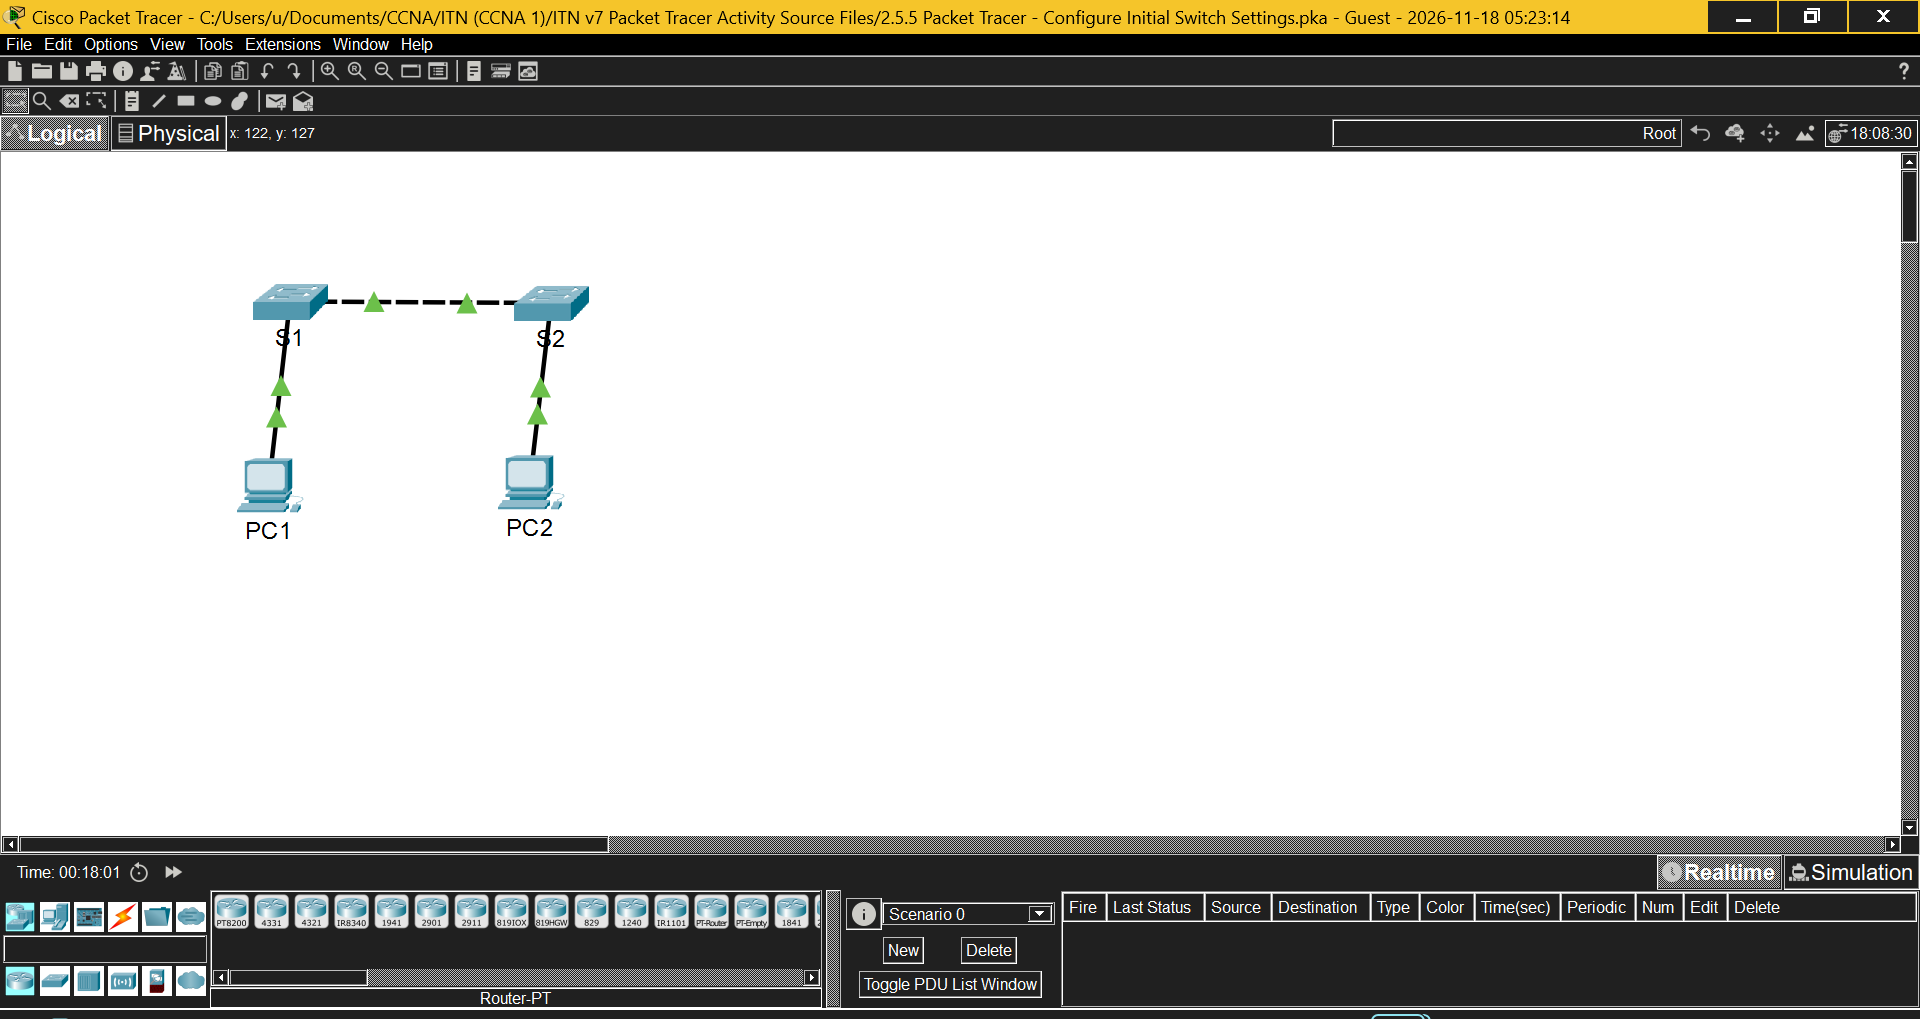 Cisco Packet Tracer - C:/Users/u/Documents/CCNA/ITN (CCNA 1)/ITN v7 Packet Tracer Activity Source Files/2.5.5 Packet Tracer - Configure Initial Switch Settings.pka - Guest - 2026-11-18 05:23:14
File Edit Options View Tools Extensions Window Help
Logical Physical x: 122, y: 127 Root 18:08:30
S1 S2
PC1 PC2
Time: 00:18:01 Realtime Simulation
PT8200 4331 4321 IR8340 1941 2901 2911 819IOX 819HGW 829 1240 IR1101 PT-Router PT-Empty 1841
Router-PT
Scenario 0
New Delete
Toggle PDU List Window
Fire Last Status Source Destination Type Color Time(sec) Periodic Num Edit Delete